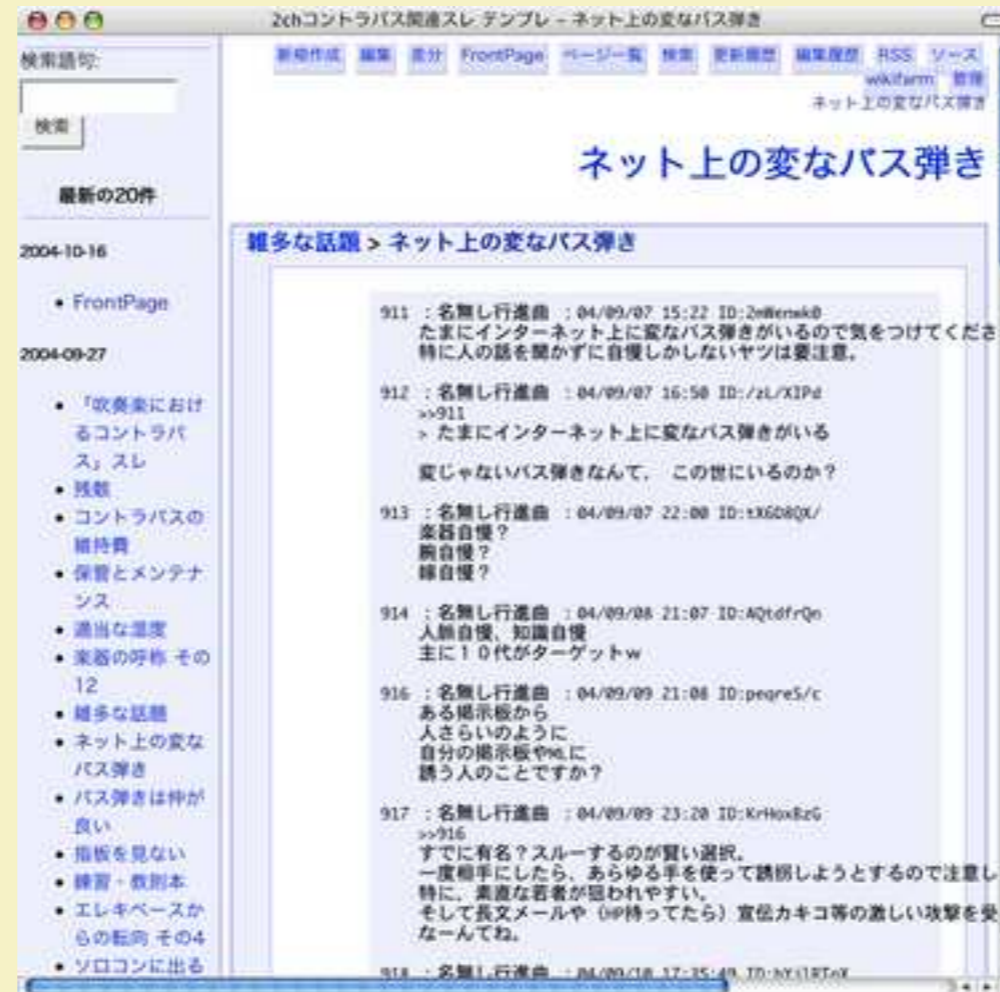 2chコントラバス関連スレ テンプレ - ネット上の変なバス弾き
検索語句:
検索
最新の20件
2004-10-16
• FrontPage
2004-09-27
• 「吹奏楽におけ
るコントラバ
ス」スレ
• 残骸
• コントラバスの
維持費
• 保管とメンテナ
ンス
• 適当な湿度
• 楽器の呼称 その
12
• 雑多な話題
• ネット上の変な
バス弾き
• バス弾きは仲が
良い
• 指板を見ない
• 練習・教則本
• エレキベースか
らの転向 その4
• ソロコンに出る
新規作成 編集 差分 FrontPage ページ一覧 検索 更新履歴 編集履歴 RSS ソース
wikifarm 管理
ネット上の変なバス弾き
ネット上の変なバス弾き
雑多な話題 > ネット上の変なバス弾き
911 :名無し行進曲 :04/09/07 15:22
たまにインターネット上に変なバス弾きがいるので気をつけてくださ
特に人の話を聞かずに自慢しかしないヤツは要注意。
912 :名無し行進曲 :04/09/07 16:50 ID:/zL/XIPd
>>911
> たまにインターネット上に変なバス弾きがいる
変じゃないバス弾きなんて、 この世にいるのか?
913 :名無し行進曲 :04/09/07 22:00 ID:tXGD8QX/
楽器自慢?
腕自慢?
嫁自慢?
914 :名無し行進曲 :04/09/08 21:07 ID:AQtdfrQn
人脈自慢、知識自慢
主に10代がターゲットw
916 :名無し行進曲 :04/09/09 21:08 ID:peqreS/c
ある掲示板から
人さらいのように
自分の掲示板やMLに
誘う人のことですか?
917 :名無し行進曲 :04/09/09 23:20 ID:KrHoxBzG
>>916
すでに有名?スルーするのが賢い選択。
一度相手にしたら、あらゆる手を使って誘拐しようとするので注意し
特に、素直な若者が狙われやすい。
そして長文メールや(HP持ってたら)宣伝カキコ等の激しい攻撃を受
なーんてね。
918 :名無し行進曲 :04/09/10 17:35:49